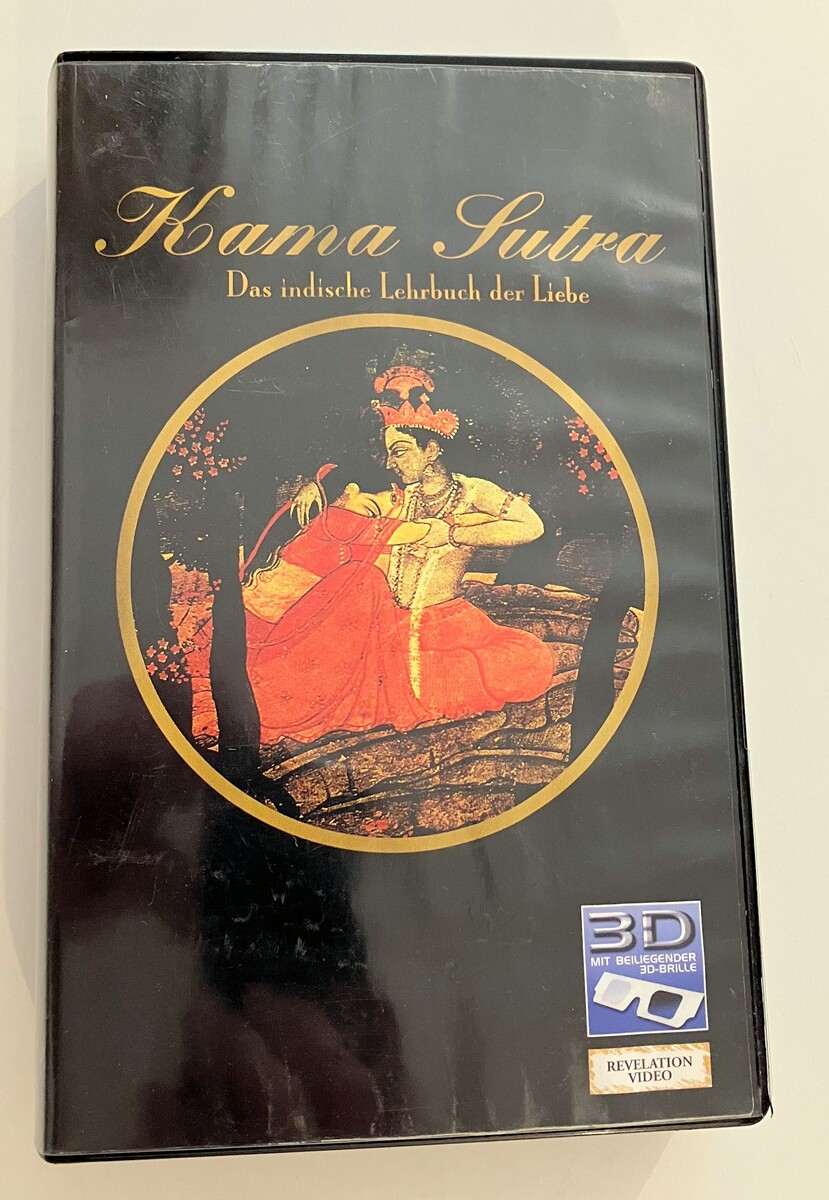 Kama Sutra
Das indische Lehrbuch der Liebe
3D
MIT BEILIEGENDER
3D-BRILLE
REVELATION
VIDEO